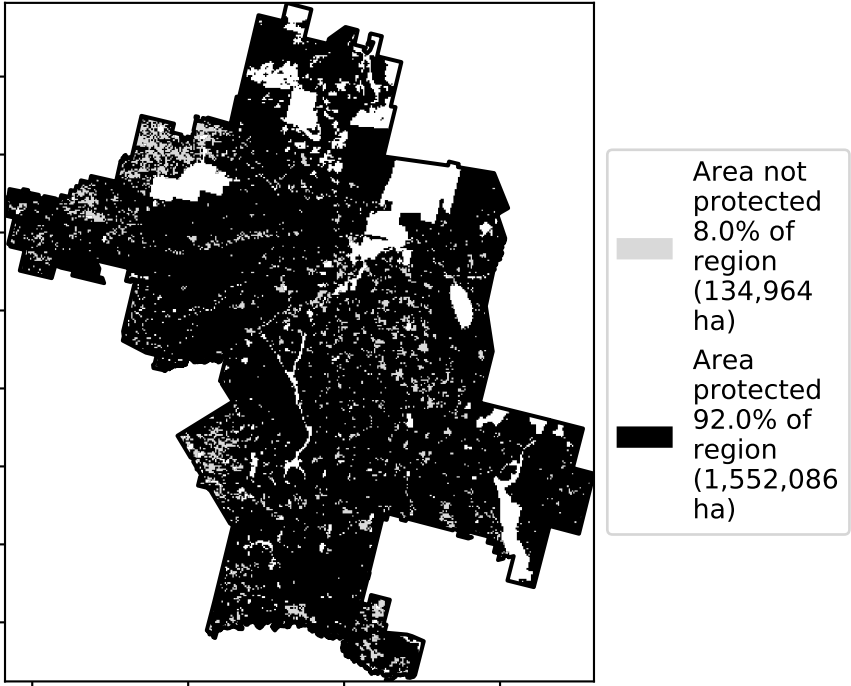 Area not
protected
8.0% of
region
(134,964
ha)
Area
protected
92.0% of
region
(1,552,086
ha)